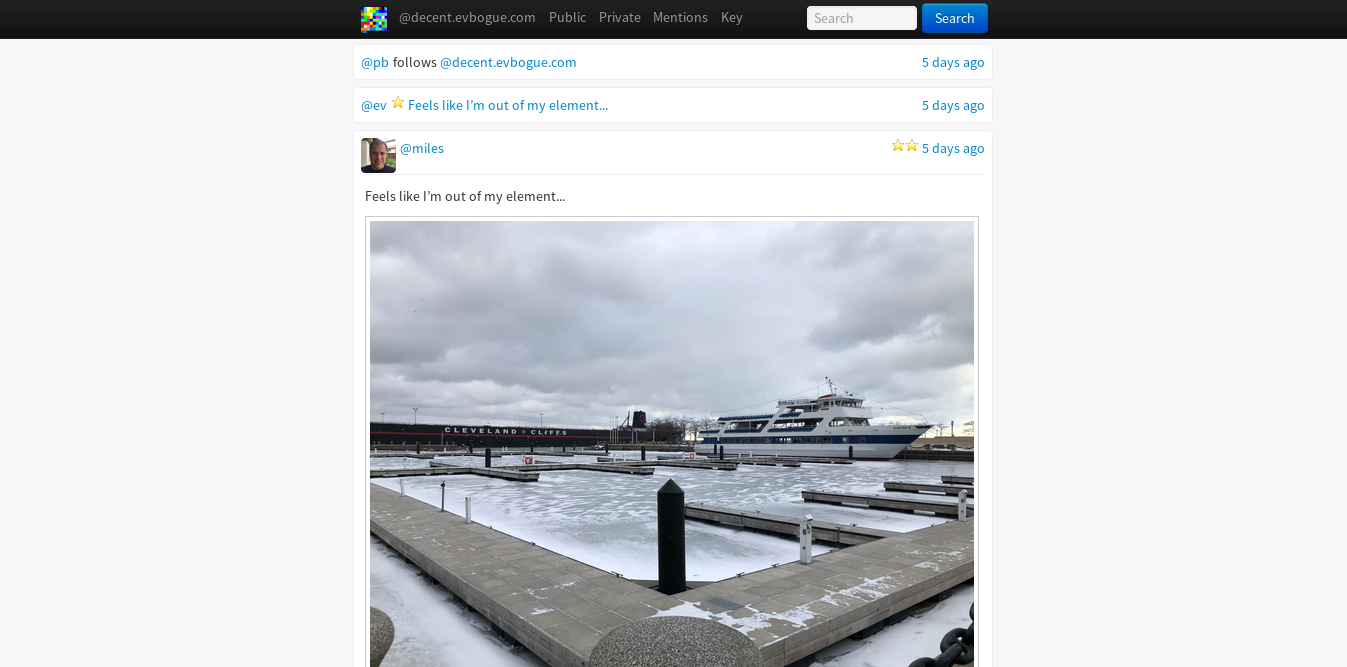 @decent.evbogue.com Public Private Mentions Key Search Search
@pb follows @decent.evbogue.com 5 days ago
@ev Feels like I’m out of my element... 5 days ago
@miles 5 days ago
Feels like I’m out of my element...
CLEVELAND CLIFFS